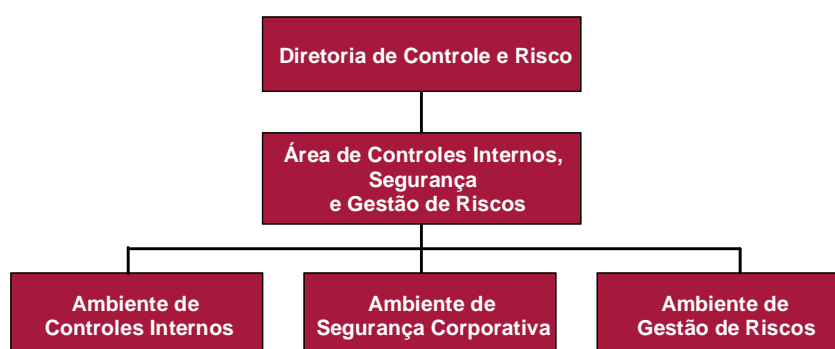 Diretoria de Controle e Risco
Área de Controles Internos,
Segurança
e Gestão de Riscos
Ambiente de
Controles Internos
Ambiente de
Segurança Corporativa
Ambiente de
Gestão de Riscos